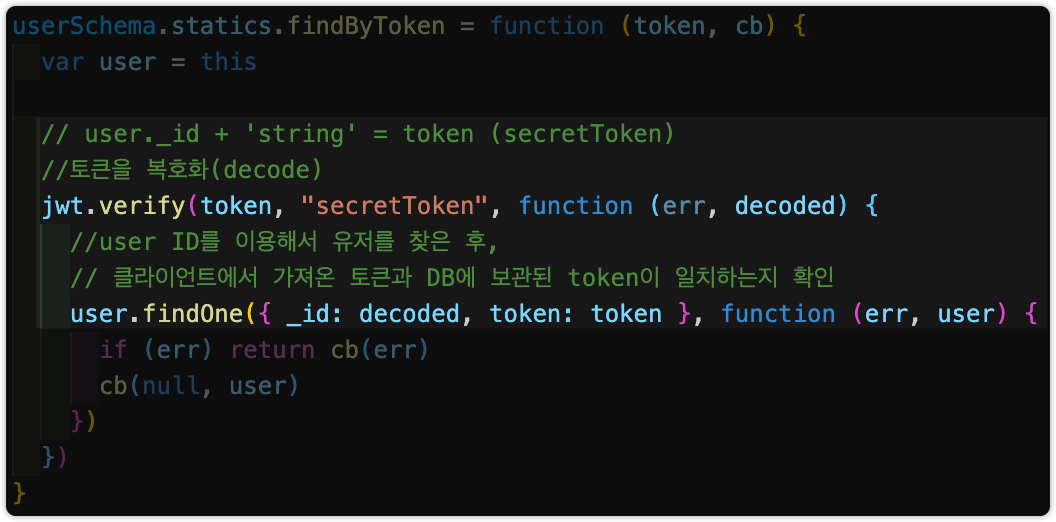 userSchema.statics.findByToken = function (token, cb) {
var user = this
// user._id + 'string' = token (secretToken)
//토큰을 복호화(decode)
jwt.verify(token, "secretToken", function (err, decoded) {
//user ID를 이용해서 유저를 찾은 후,
// 클라이언트에서 가져온 토큰과 DB에 보관된 token이 일치하는지 확인
user.findOne({ _id: decoded, token: token }, function (err, user) {
if (err) return cb(err)
cb(null, user)
})
})
}